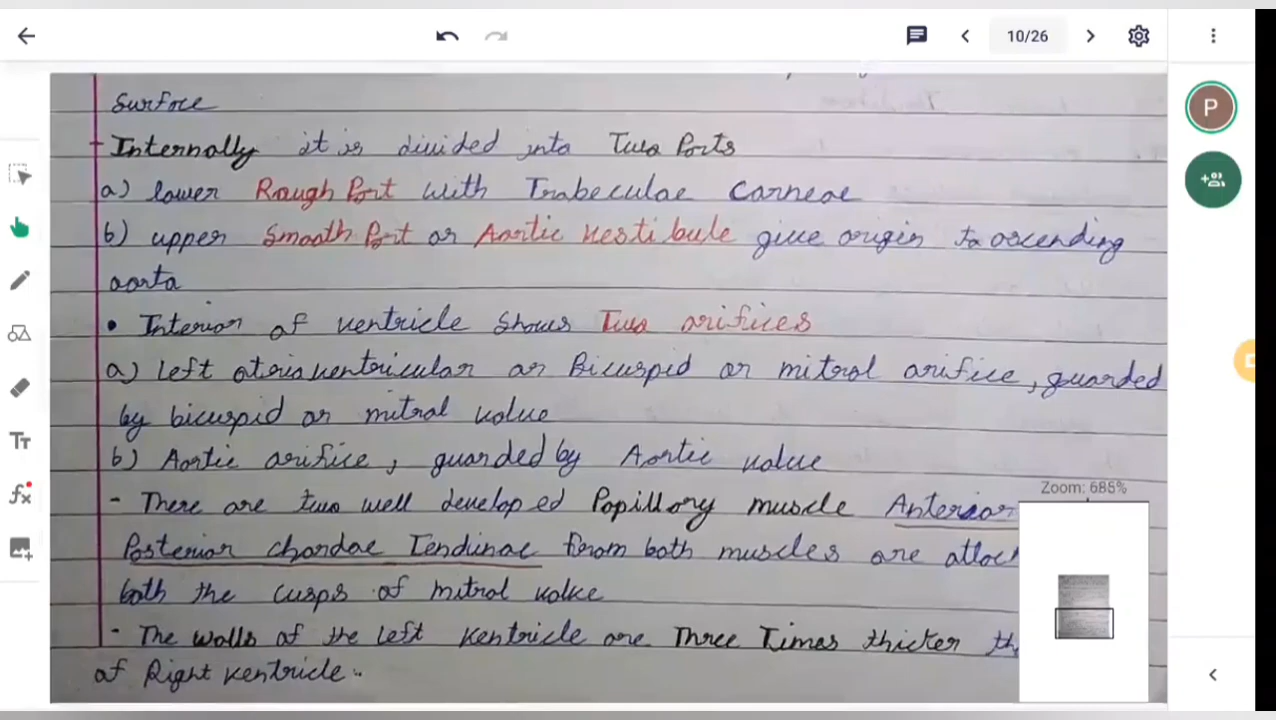 10/26
P
Surface
- Internally it is divided into Two Parts
a) lower Rough Part with Trabeculae Carneae
b) upper Smooth Part or Aortic Vestibule give origin to ascending
aorta
• Interior of ventricle shows Two orifices
a) Left atrioventricular or Bicuspid or mitral orifice, guarded
by bicuspid or mitral valve
b) Aortic orifice, guarded by Aortic valve
Zoom: 685%
- There are two well developed Papillary muscle Anterior
Posterior chordae Tendinae from both muscles are attac
both the cusps of mitral valve
- The walls of the left ventricle are Three Times thicker th
of Right ventricle.
Tт
fx